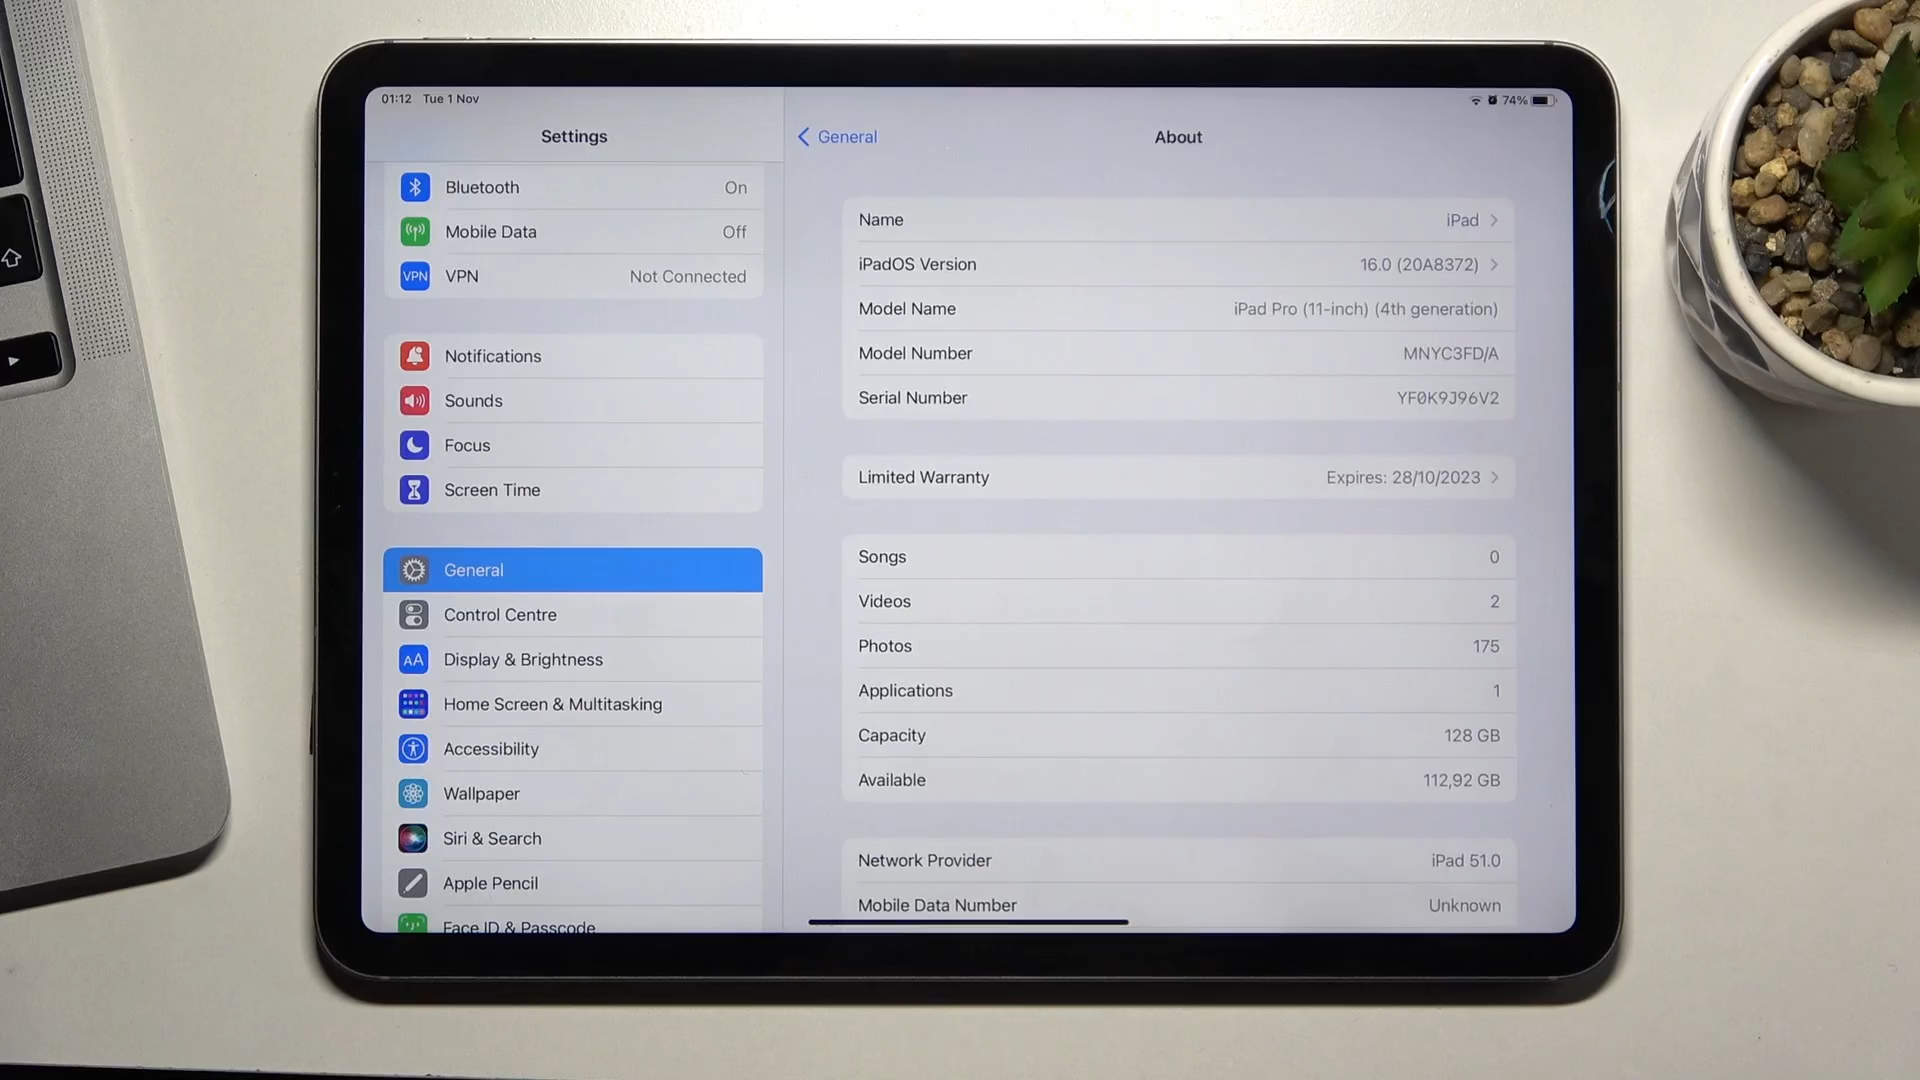 01:12 Tue 1 Nov
74%
Settings
Bluetooth On
Mobile Data Off
VPN VPN Not Connected
Notifications
Sounds
Focus
Screen Time
General
Control Centre
AA Display & Brightness
Home Screen & Multitasking
Accessibility
Wallpaper
Siri & Search
Apple Pencil
Face ID & Passcode
General
About
Name iPad
iPadOS Version 16.0 (20A8372)
Model Name iPad Pro (11-inch) (4th generation)
Model Number MNYC3FD/A
Serial Number YF0K9J96V2
Limited Warranty Expires: 28/10/2023
Songs 0
Videos 2
Photos 175
Applications 1
Capacity 128 GB
Available 112,92 GB
Network Provider iPad 51.0
Mobile Data Number Unknown